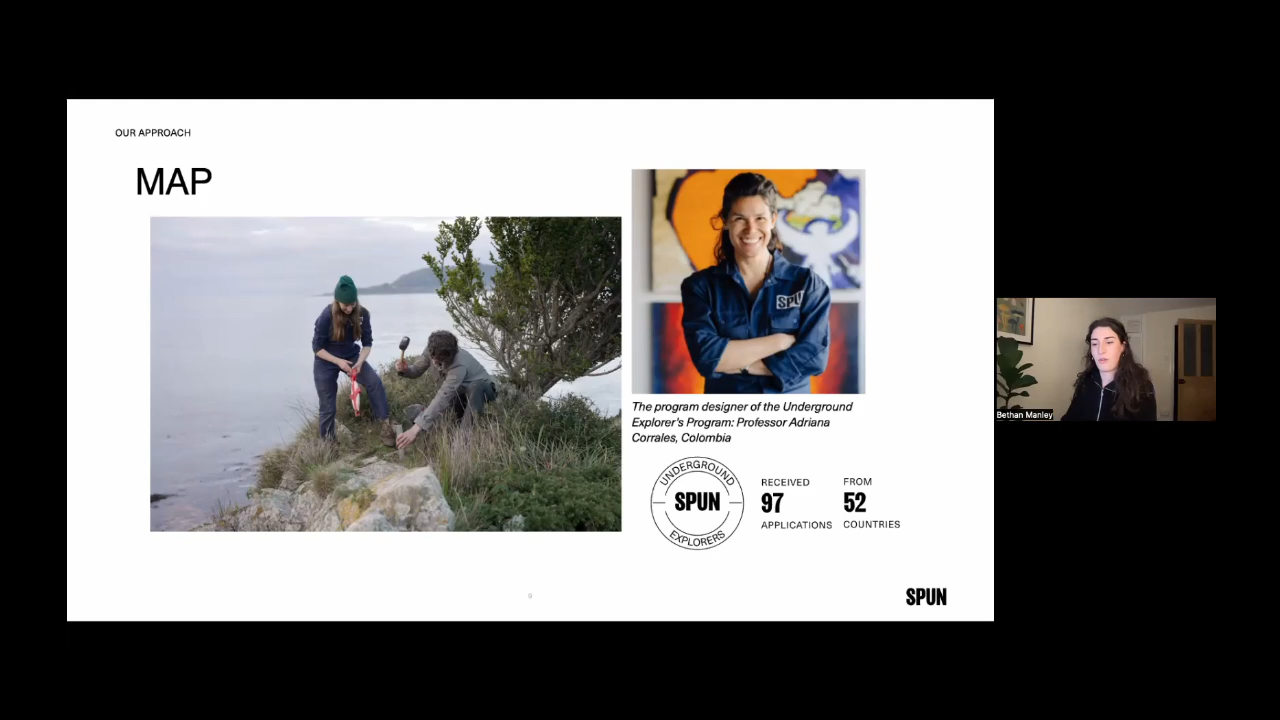 OUR APPROACH
MAP
SPU
The program designer of the Underground
Explorer's Program: Professor Adriana
Corrales, Colombia
UNDERGROUND
SPUN
EXPLORERS
RECEIVED
97
APPLICATIONS
FROM
52
COUNTRIES
SPUN
Bethan Manley